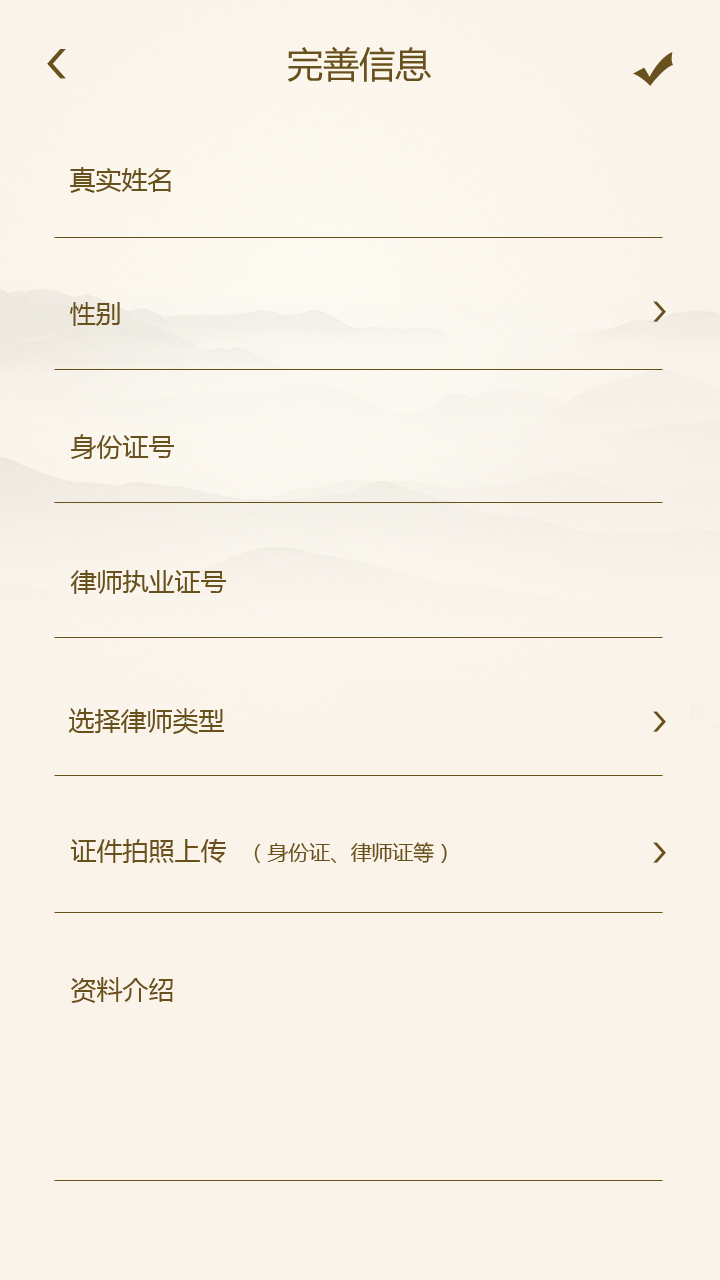 完善信息
真实姓名
性别
身份证号
律师执业证号
选择律师类型
证件拍照上传 （身份证、律师证等）
资料介绍